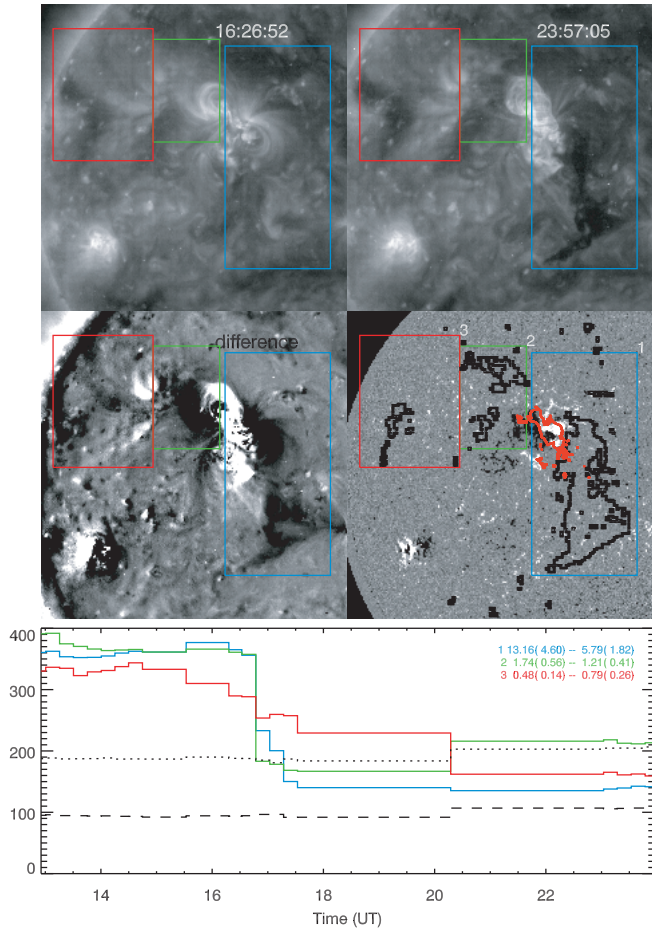 16:26:52
23:57:05
-difference
3
2
1
400
300
200
100
0
1 13.16( 4.60) -- 5.79( 1.82)
2 1.74( 0.56) -- 1.21( 0.41)
3 0.48( 0.14) -- 0.79( 0.26)
14 16 18 20 22
Time (UT)